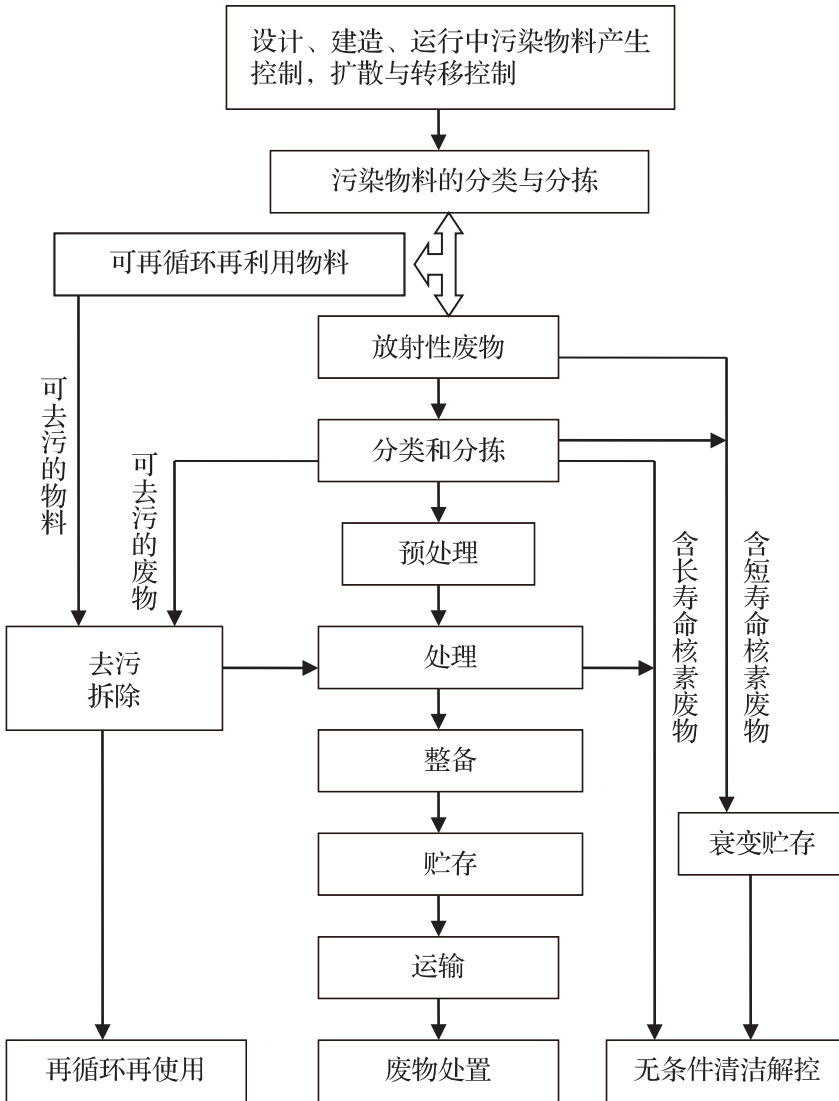 设计、建造、运行中污染物料产生
控制，扩散与转移控制
污染物料的分类与分拣
可再循环再利用物料
放射性废物
可去污的物料
分类和分拣
可去污的废物
预处理
含长寿命核素废物
含短寿命核素废物
去污
拆除
处理
整备
衰变贮存
贮存
运输
再循环再使用
废物处置
无条件清洁解控